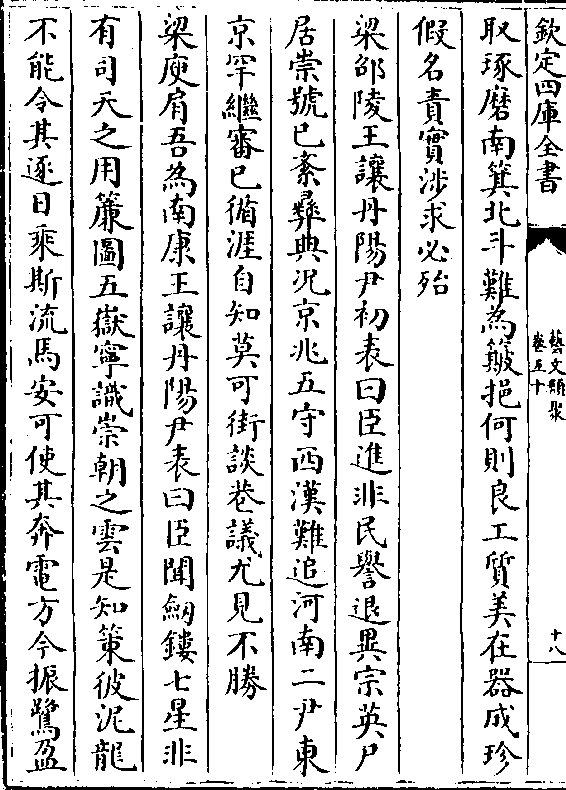 欽定四庫全書
藝文類聚
卷五十
十八
取琢磨南箕北斗難為簸挹何則良工質美在器成珍
假名責實涉求必殆
梁邵陵王讓丹陽尹初表曰臣進非民譽退異宗英尸
居崇號已紊彞典况京兆五守西漢難追河南二尹東
京罕繼審已循涯自知莫可街談巷議尤見不勝
梁庾肩吾為南康王讓丹陽尹表曰臣聞劒鏤七星非
有司天之用簾圖五嶽寧識崇朝之雲是知策彼泥龍
不能令其逐日乘斯流馬安可使其奔電方今振鷺盈